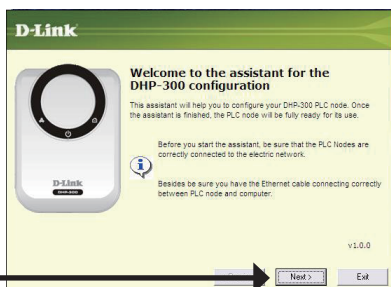 D-Link
Welcome to the assistant for the
DHP-300 configuration
This assistant will help you to configure your DHP-300 PLC node. Once
the assistant is finished, the PLC node will be fully ready for its use.
Before you start the assistant, be sure that the PLC Nodes are
correctly connected to the electric network.
Besides be sure you have the Ethernet cable connecting correctly
between PLC node and computer.
D-Link
DHP-300
v1.0.0
Next >
Exit